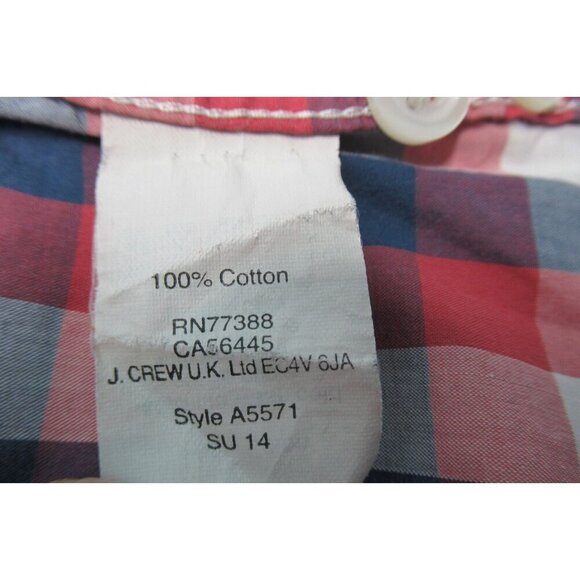 100% Cotton
RN77388
CA56445
J. CREW U.K. Ltd EC4V 6JA
Style A5571
SU 14